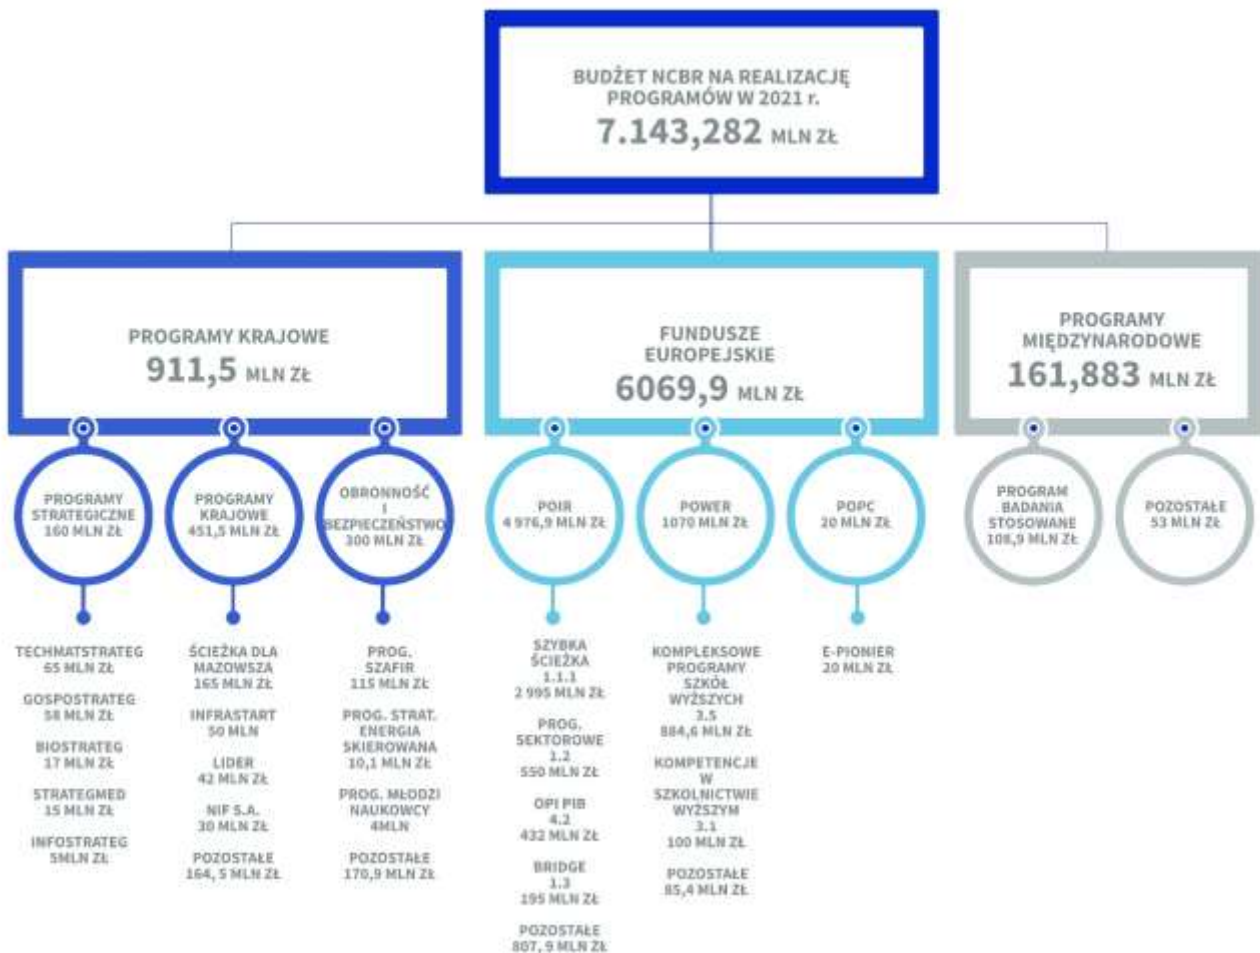 BUDŻET NCBR NA REALIZACJĘ
PROGRAMÓW W 2021 r.
7.143,282 MLN ZŁ
PROGRAMY KRAJOWE
911,5 MLN ZŁ
FUNDUSZE
EUROPEJSKIE
6069,9 MLN ZŁ
PROGRAMY
MIĘDZYNARODOWE
161,883 MLN ZŁ
PROGRAMY
STRATEGICZNE
160 MLN ZŁ
PROGRAMY
KRAJOWE
451,5 MLN ZŁ
OBRONNOŚĆ
I
BEZPIECZEŃSTWO
300 MLN ZŁ
POIR
4 976,9 MLN ZŁ
POWER
1070 MLN ZŁ
POPC
20 MLN ZŁ
PROGRAM
BADANIA
STOSOWANE
108,9 MLN ZŁ
POZOSTAŁE
53 MLN ZŁ
TECHMATSTRATEG
65 MLN ZŁ
GOSPOSTRATEG
58 MLN ZŁ
BIOSTRATEG
17 MLN ZŁ
STRATEGMED
15 MLN ZŁ
INFOSTRATEG
5MLN ZŁ
ŚCIEŻKA DLA
MAZOWSZA
165 MLN ZŁ
INFRASTART
50 MLN
LIDER
42 MLN ZŁ
NIF S.A.
30 MLN ZŁ
POZOSTAŁE
164, 5 MLN ZŁ
PROG.
SZAFIR
115 MLN ZŁ
PROG. STRAT.
ENERGIA
SKIEROWANA
10,1 MLN ZŁ
PROG. MŁODZI
NAUKOWCY
4MLN
POZOSTAŁE
170,9 MLN ZŁ
SZYBKA
ŚCIEŻKA
1.1.1
2 995 MLN ZŁ
PROG.
SEKTOROWE
1.2
550 MLN ZŁ
OPI PIB
4.2
432 MLN ZŁ
BRIDGE
1.3
195 MLN ZŁ
POZOSTAŁE
807, 9 MLN ZŁ
KOMPLEKSOWE
PROGRAMY
SZKÓŁ
WYŻSZYCH
3.5
884,6 MLN ZŁ
KOMPETENCJE
W
SZKOLNICTWIE
WYŻSZYM
3.1
100 MLN ZŁ
POZOSTAŁE
85,4 MLN ZŁ
E-PIONIER
20 MLN ZŁ